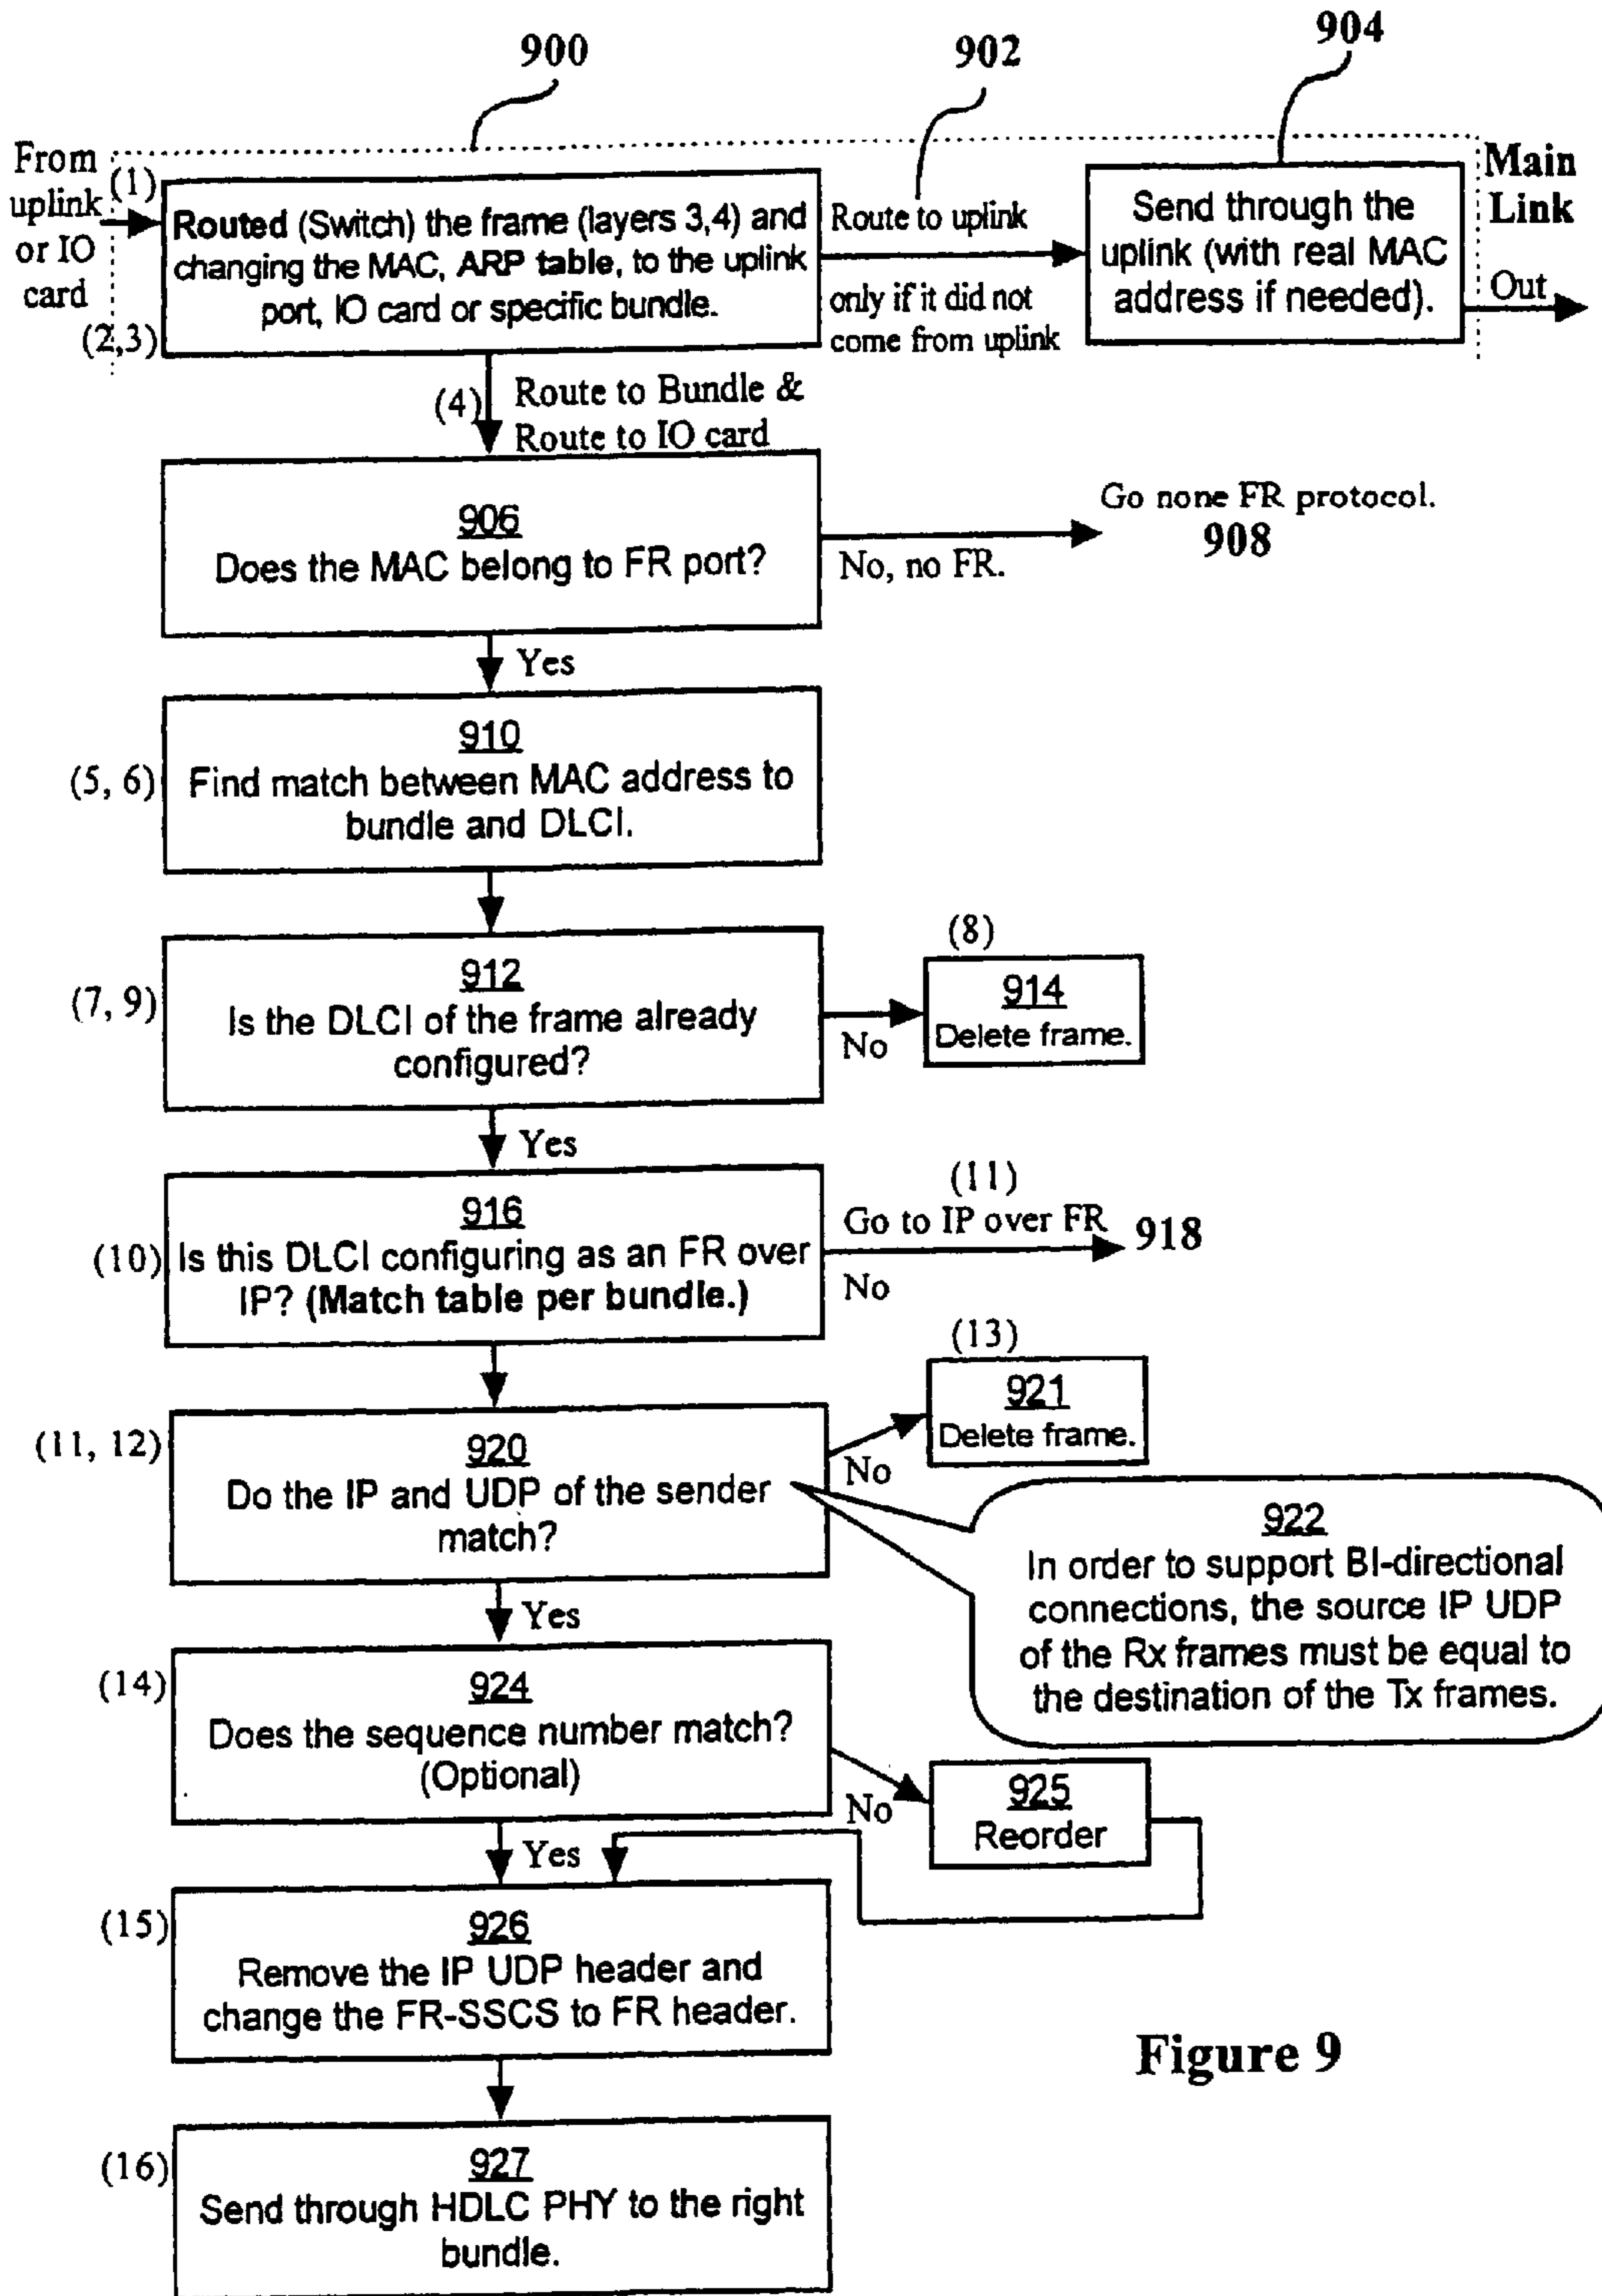 900
902
904
From
uplink
or IO
card
(1)
(2,3)
Routed (Switch) the frame (layers 3,4) and
changing the MAC, ARP table, to the uplink
port, IO card or specific bundle.
Route to uplink
only if it did not
come from uplink
Send through the
uplink (with real MAC
address if needed).
Main
Link
Out
(4)
Route to Bundle &
Route to IO card
906
Does the MAC belong to FR port?
No, no FR.
Go none FR protocol.
908
Yes
(5, 6)
910
Find match between MAC address to
bundle and DLCI.
(7, 9)
912
Is the DLCI of the frame already
configured?
No
(8)
914
Delete frame.
Yes
(10)
916
Is this DLCI configuring as an FR over
IP? (Match table per bundle.)
(11)
Go to IP over FR
918
No
(11, 12)
920
Do the IP and UDP of the sender
match?
No
(13)
921
Delete frame.
922
In order to support BI-directional
connections, the source IP UDP
of the Rx frames must be equal to
the destination of the Tx frames.
Yes
(14)
924
Does the sequence number match?
(Optional)
No
925
Reorder
Yes
(15)
926
Remove the IP UDP header and
change the FR-SSCS to FR header.
(16)
927
Send through HDLC PHY to the right
bundle.
Figure 9